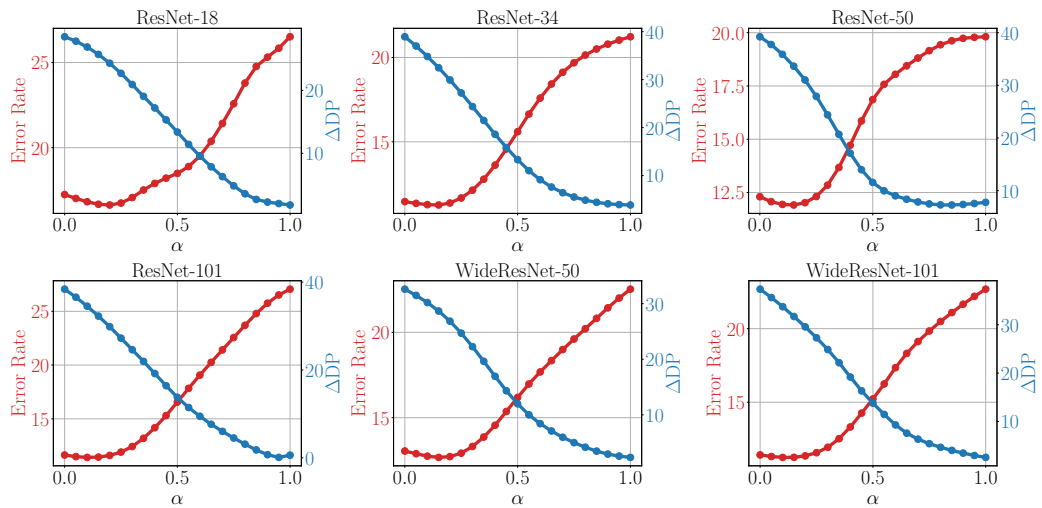 ResNet-18
ResNet-34
ResNet-50
Error Rate
20
25
0.0
0.5
1.0
α
10
20
ΔDP
Error Rate
15
20
0.0
0.5
1.0
α
10
20
30
40
ΔDP
Error Rate
12.5
15.0
17.5
20.0
0.0
0.5
1.0
α
10
20
30
40
ΔDP
ResNet-101
WideResNet-50
WideResNet-101
Error Rate
15
20
25
0.0
0.5
1.0
α
0
20
40
ΔDP
Error Rate
15
20
0.0
0.5
1.0
α
10
20
30
ΔDP
Error Rate
15
20
0.0
0.5
1.0
α
10
20
30
ΔDP